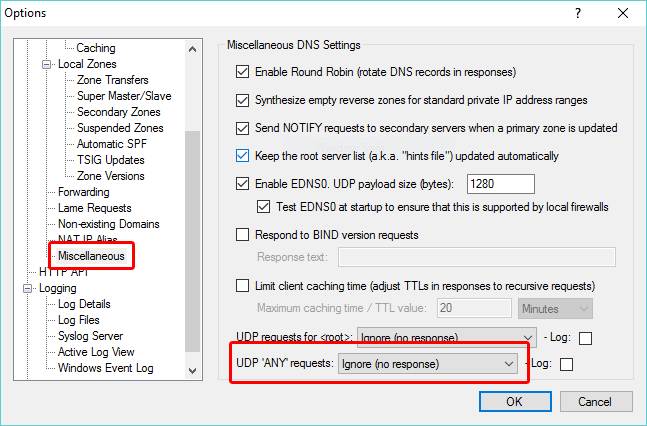 Options
Caching
Local Zones
Zone Transfers
Super Master/Slave
Secondary Zones
Suspended Zones
Automatic SPF
TSIG Updates
Zone Versions
Forwarding
Lame Requests
Non-existing Domains
NAT IP Alias
Miscellaneous
HTTP API
Logging
Log Details
Log Files
Syslog Server
Active Log View
Windows Event Log
Miscellaneous DNS Settings
Enable Round Robin (rotate DNS records in responses)
Synthesize empty reverse zones for standard private IP address ranges
Send NOTIFY requests to secondary servers when a primary zone is updated
Keep the root server list (a.k.a. "hints file") updated automatically
Enable EDNS0. UDP payload size (bytes): 1280
Test EDNS0 at startup to ensure that this is supported by local firewalls
Respond to BIND version requests
Response text:
Limit client caching time (adjust TTLs in responses to recursive requests)
Maximum caching time / TTL value: 20 Minutes
UDP requests for <root>: Ignore (no response) - Log:
UDP 'ANY' requests: Ignore (no response) - Log:
OK Cancel